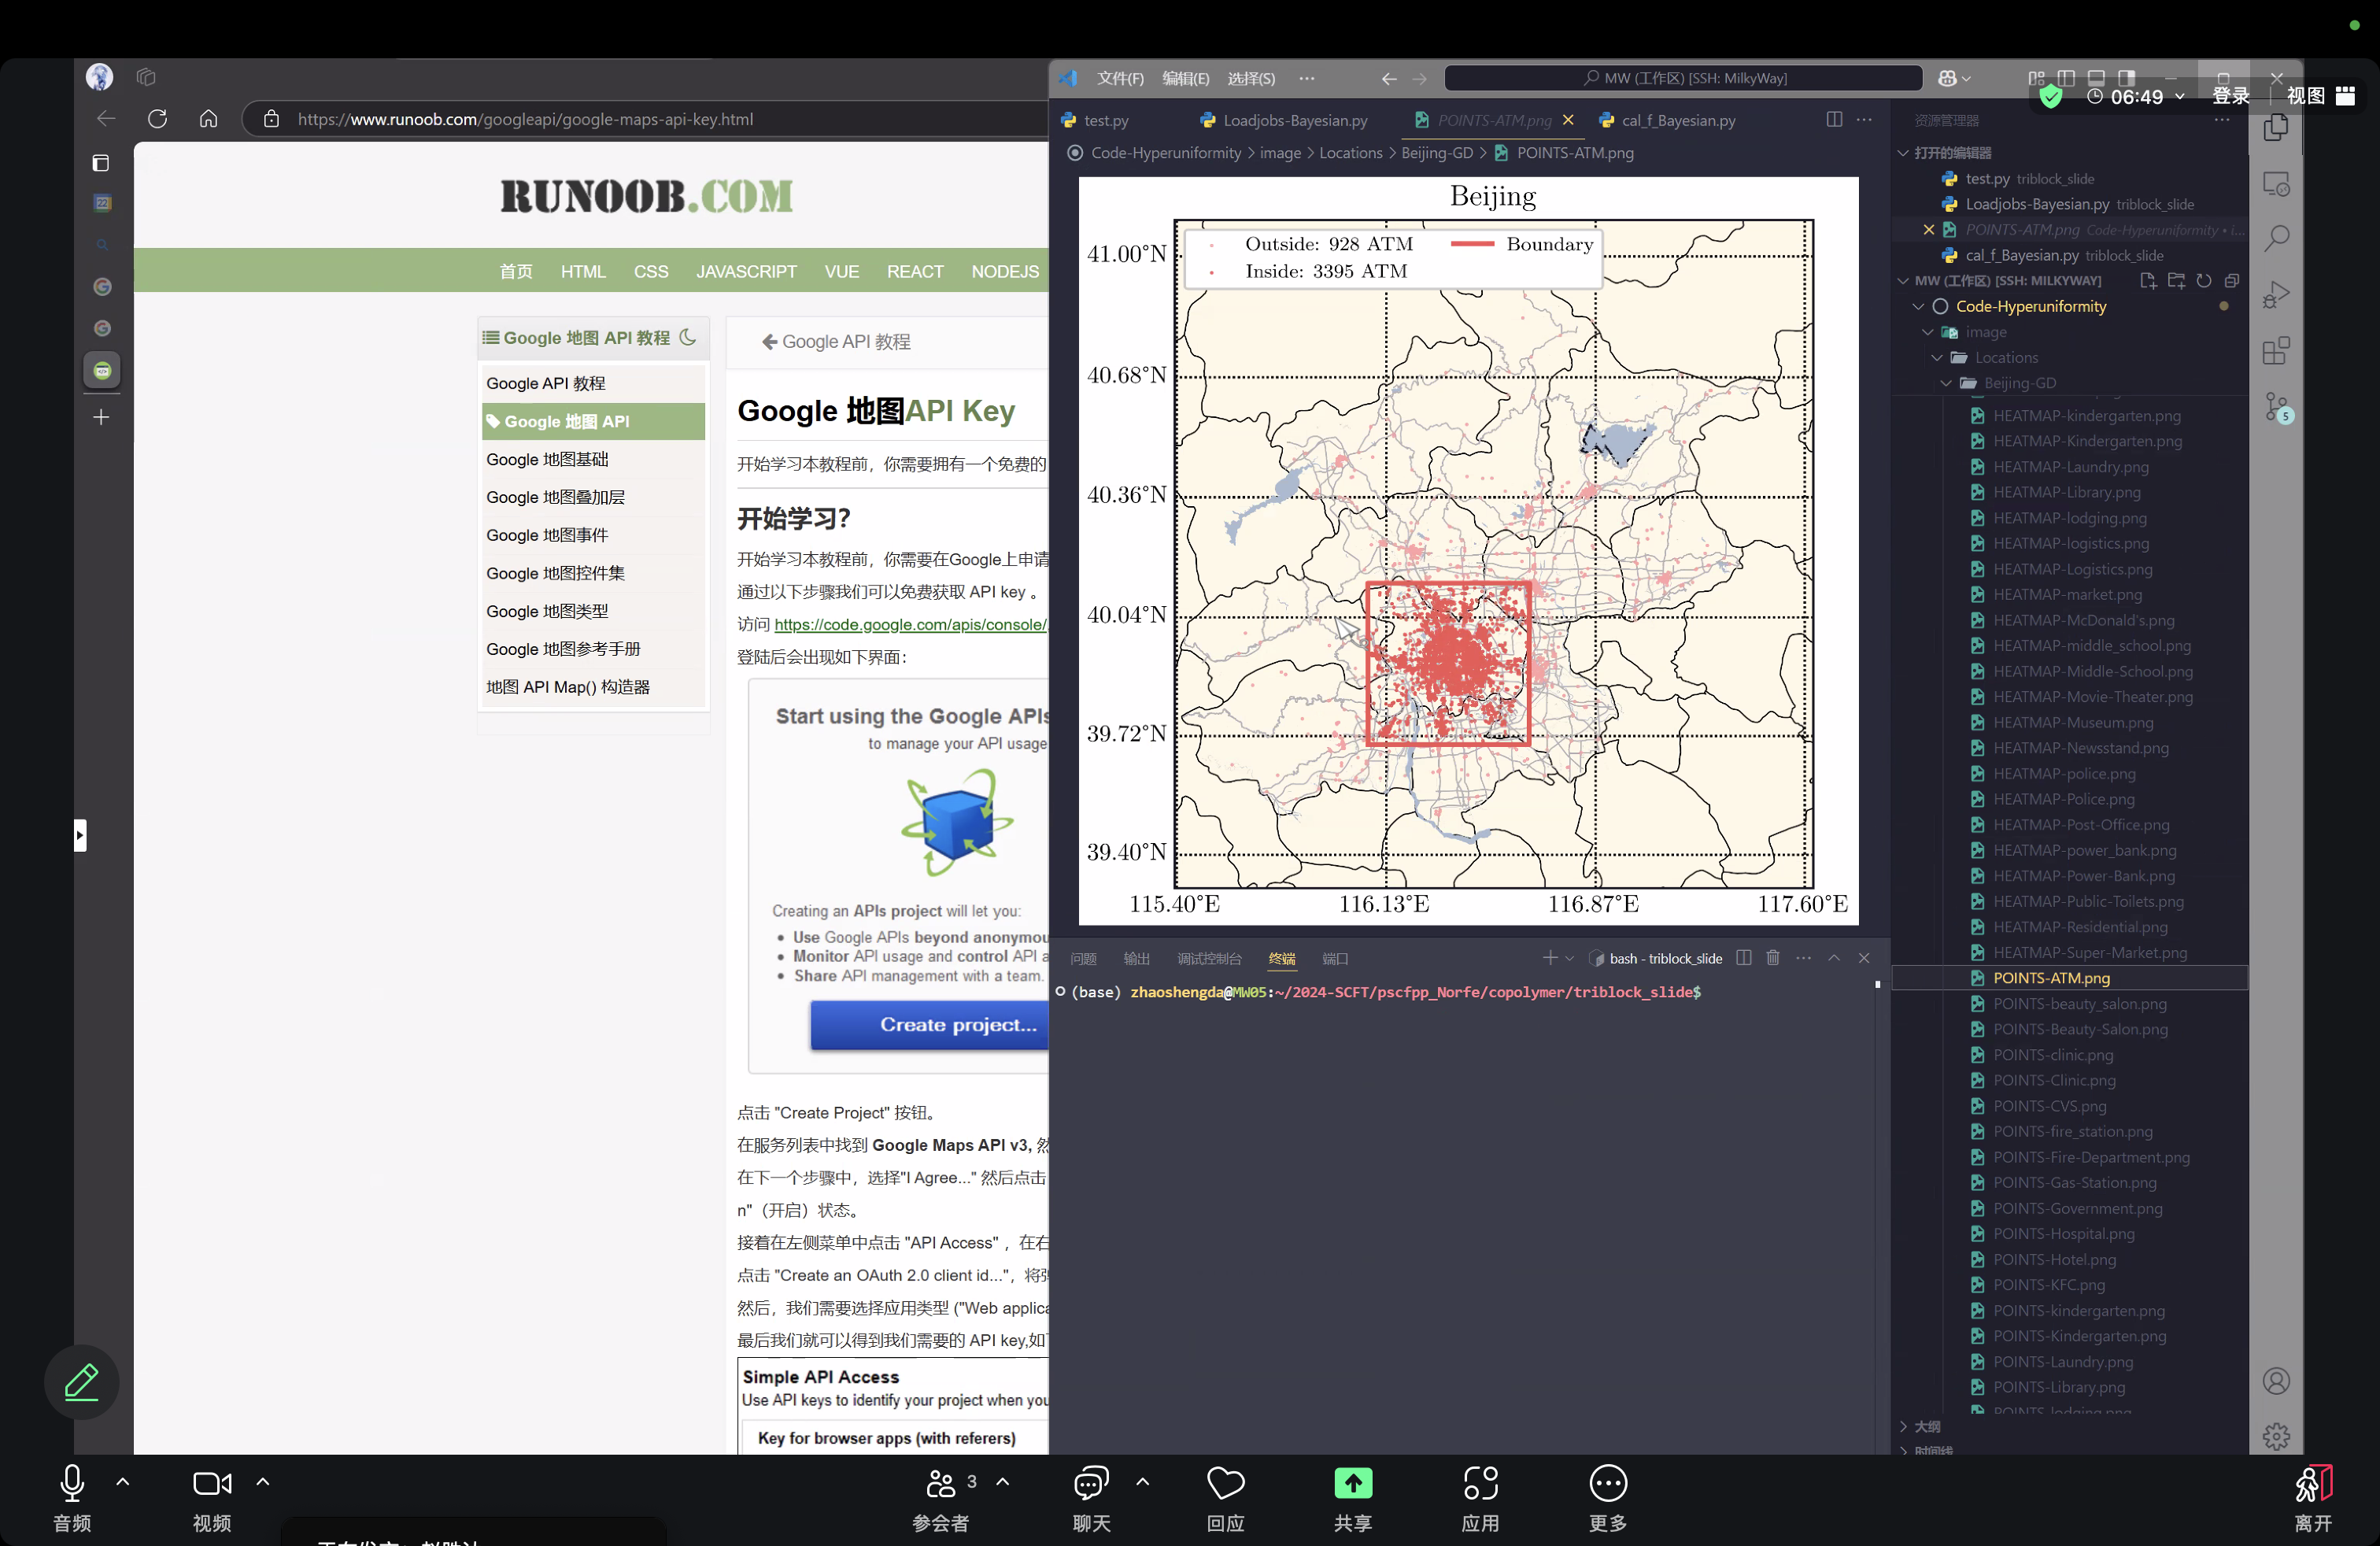 https://www.runoob.com/googleapi/google-maps-api-key.html
RUNOOB.COM
首页 HTML CSS JAVASCRIPT VUE REACT NODEJS
Google 地图 API 教程
Google API 教程
Google 地图 API
Google 地图基础
Google 地图叠加层
Google 地图事件
Google 地图控件集
Google 地图类型
Google 地图参考手册
地图 API Map() 构造器
Google API 教程
Google 地图API Key
开始学习本教程前，你需要拥有一个免费的
开始学习?
开始学习本教程前，你需要在Google上申请
通过以下步骤我们可以免费获取 API key 。
访问 https://code.google.com/apis/console/
登陆后会出现如下界面：
Start using the Google APIs
to manage your API usage
Creating an APIs project will let you:
Use Google APIs beyond anonymou
Monitor API usage and control API a
Share API management with a team.
Create project...
点击 "Create Project" 按钮。
在服务列表中找到 Google Maps API v3, 然
在下一个步骤中，选择"I Agree..." 然后点击
n"（开启）状态。
接着在左侧菜单中点击 "API Access" ，在右
点击 "Create an OAuth 2.0 client id..."，将弹
然后，我们需要选择应用类型 ("Web applica
最后我们就可以得到我们需要的 API key,如
Simple API Access
Use API keys to identify your project when you
Key for browser apps (with referers)
文件(F) 编辑(E) 选择(S) ···
MW (工作区) [SSH: MilkyWay]
06:49 登录 视图
test.py Loadjobs-Bayesian.py POINTS-ATM.png cal_f_Bayesian.py
Code-Hyperuniformity > image > Locations > Beijing-GD > POINTS-ATM.png
Beijing
Outside: 928 ATM Boundary
Inside: 3395 ATM
41.00°N
40.68°N
40.36°N
40.04°N
39.72°N
39.40°N
115.40°E 116.13°E 116.87°E 117.60°E
问题 输出 调试控制台 终端 端口
bash - triblock_slide
(base) zhaoshengda@MW05:~/2024-SCFT/pscfpp_Norfe/copolymer/triblock_slide$
资源管理器
打开的编辑器
test.py triblock_slide
Loadjobs-Bayesian.py triblock_slide
POINTS-ATM.png Code-Hyperuniformity • i...
cal_f_Bayesian.py triblock_slide
MW (工作区) [SSH: MILKYWAY]
Code-Hyperuniformity
image
Locations
Beijing-GD
HEATMAP-kindergarten.png
HEATMAP-Kindergarten.png
HEATMAP-Laundry.png
HEATMAP-Library.png
HEATMAP-lodging.png
HEATMAP-logistics.png
HEATMAP-Logistics.png
HEATMAP-market.png
HEATMAP-McDonald's.png
HEATMAP-middle_school.png
HEATMAP-Middle-School.png
HEATMAP-Movie-Theater.png
HEATMAP-Museum.png
HEATMAP-Newsstand.png
HEATMAP-police.png
HEATMAP-Police.png
HEATMAP-Post-Office.png
HEATMAP-power_bank.png
HEATMAP-Power-Bank.png
HEATMAP-Public-Toilets.png
HEATMAP-Residential.png
HEATMAP-Super-Market.png
POINTS-ATM.png
POINTS-beauty_salon.png
POINTS-Beauty-Salon.png
POINTS-clinic.png
POINTS-Clinic.png
POINTS-CVS.png
POINTS-fire_station.png
POINTS-Fire-Department.png
POINTS-Gas-Station.png
POINTS-Government.png
POINTS-Hospital.png
POINTS-Hotel.png
POINTS-KFC.png
POINTS-kindergarten.png
POINTS-Kindergarten.png
POINTS-Laundry.png
POINTS-Library.png
POINTS-lodging.png
大纲
时间线
5
22
音频 视频 参会者 3 聊天 回应 共享 应用 更多 离开